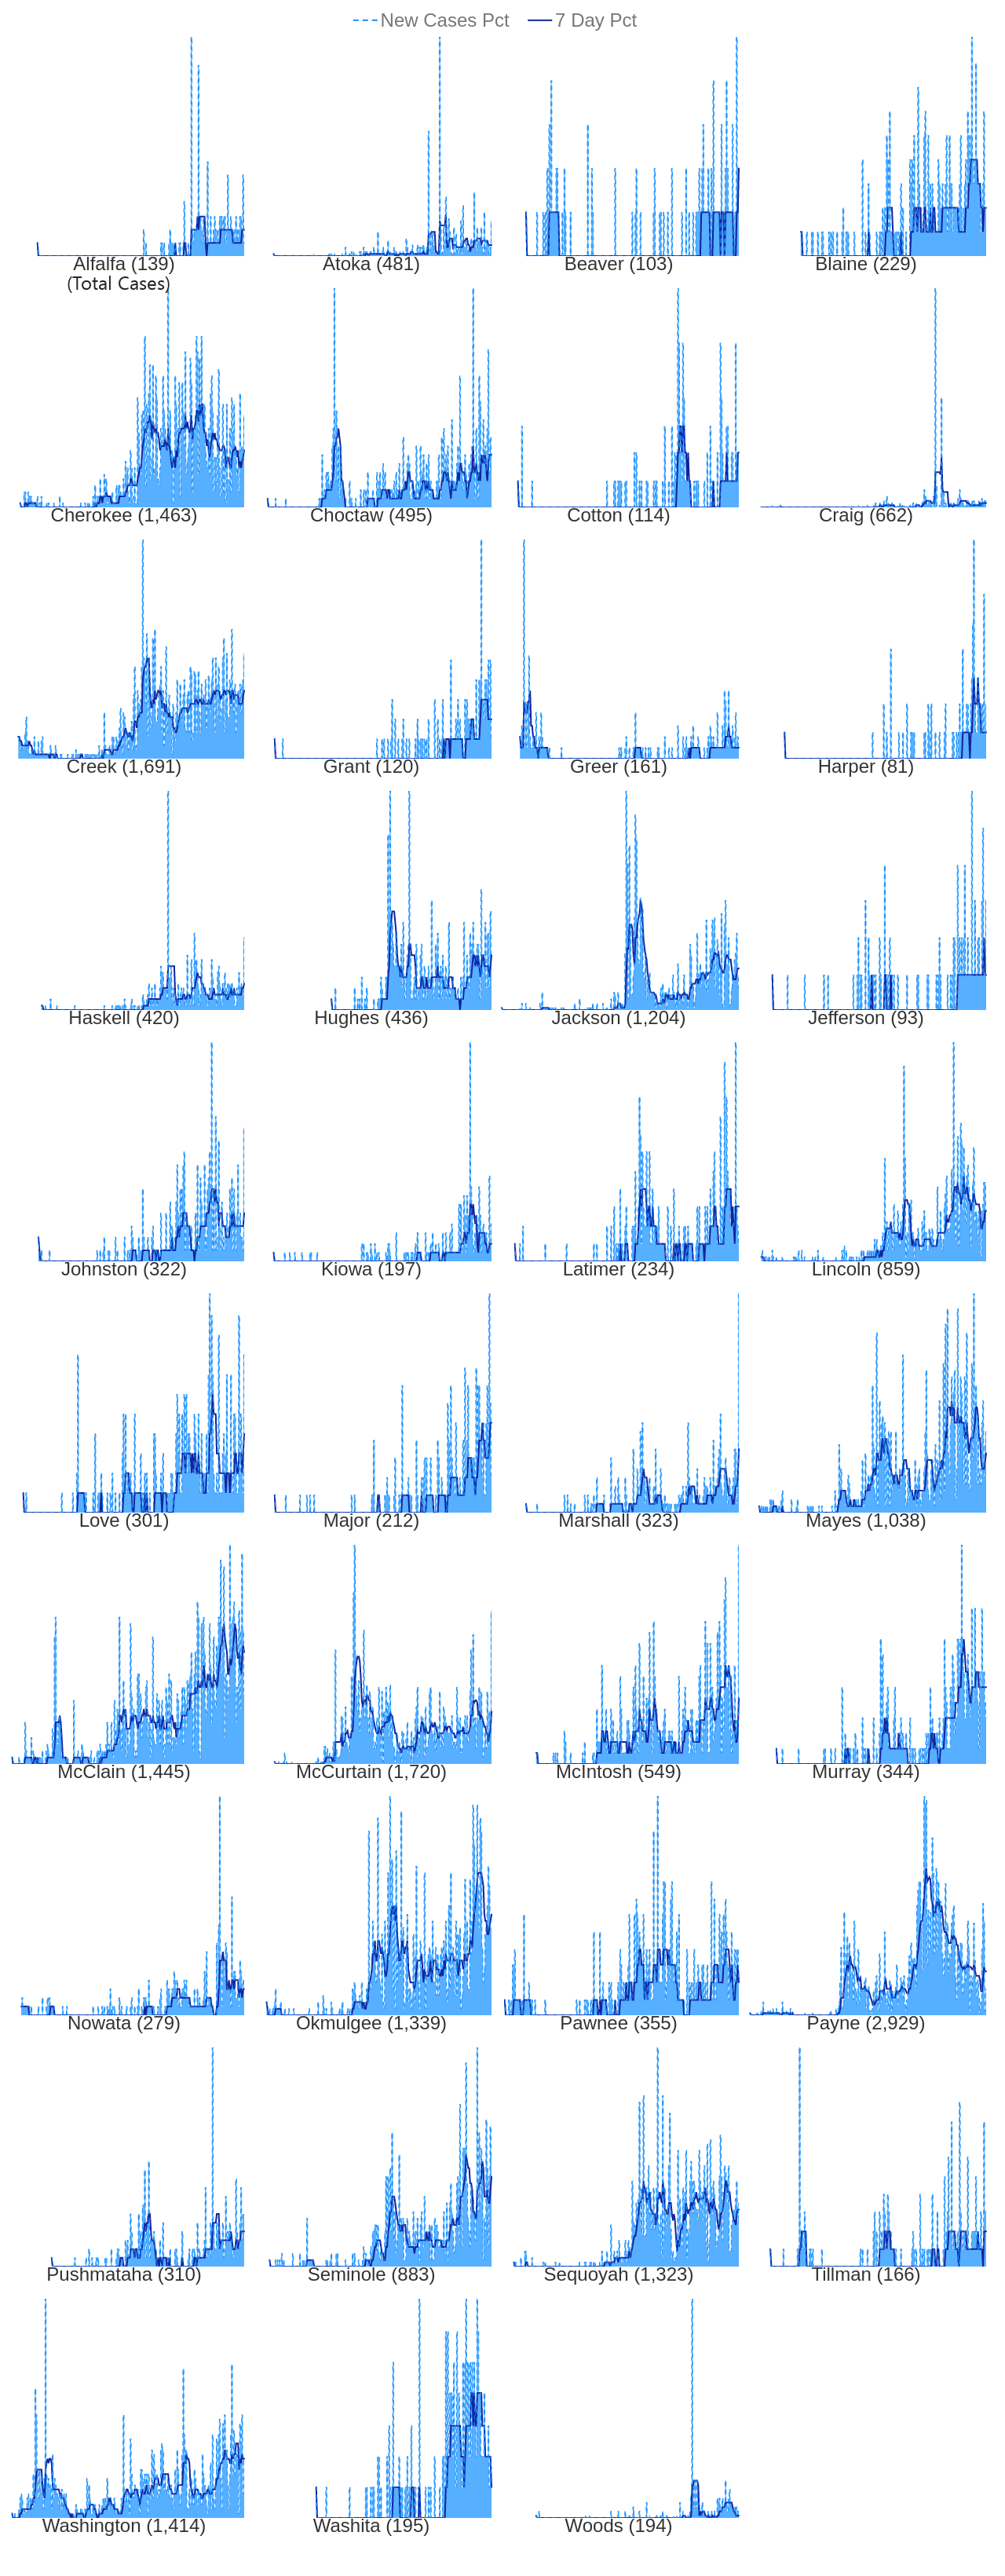 New Cases Pct 7 Day Pct
Alfalfa (139) Atoka (481) Beaver (103) Blaine (229)
(Total Cases)
Cherokee (1,463) Choctaw (495) Cotton (114) Craig (662)
Creek (1,691) Grant (120) Greer (161) Harper (81)
Haskell (420) Hughes (436) Jackson (1,204) Jefferson (93)
Johnston (322) Kiowa (197) Latimer (234) Lincoln (859)
Love (301) Major (212) Marshall (323) Mayes (1,038)
McClain (1,445) McCurtain (1,720) McIntosh (549) Murray (344)
Nowata (279) Okmulgee (1,339) Pawnee (355) Payne (2,929)
Pushmataha (310) Seminole (883) Sequoyah (1,323) Tillman (166)
Washington (1,414) Washita (195) Woods (194)